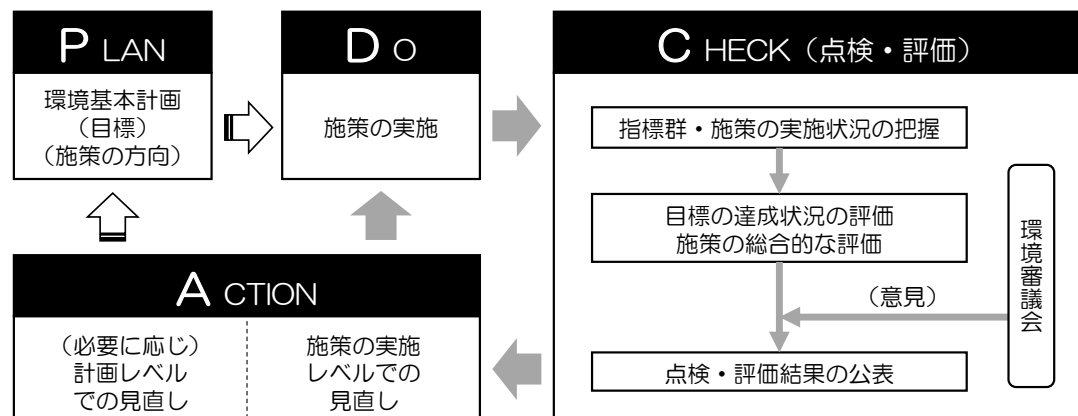 P LAN
環境基本計画
（目標）
（施策の方向）
D O
施策の実施
C HECK（点検・評価）
指標群・施策の実施状況の把握
目標の達成状況の評価
施策の総合的な評価
（意見）
環境審議会
点検・評価結果の公表
A CTION
（必要に応じ）
計画レベル
での見直し
施策の実施
レベルでの
見直し